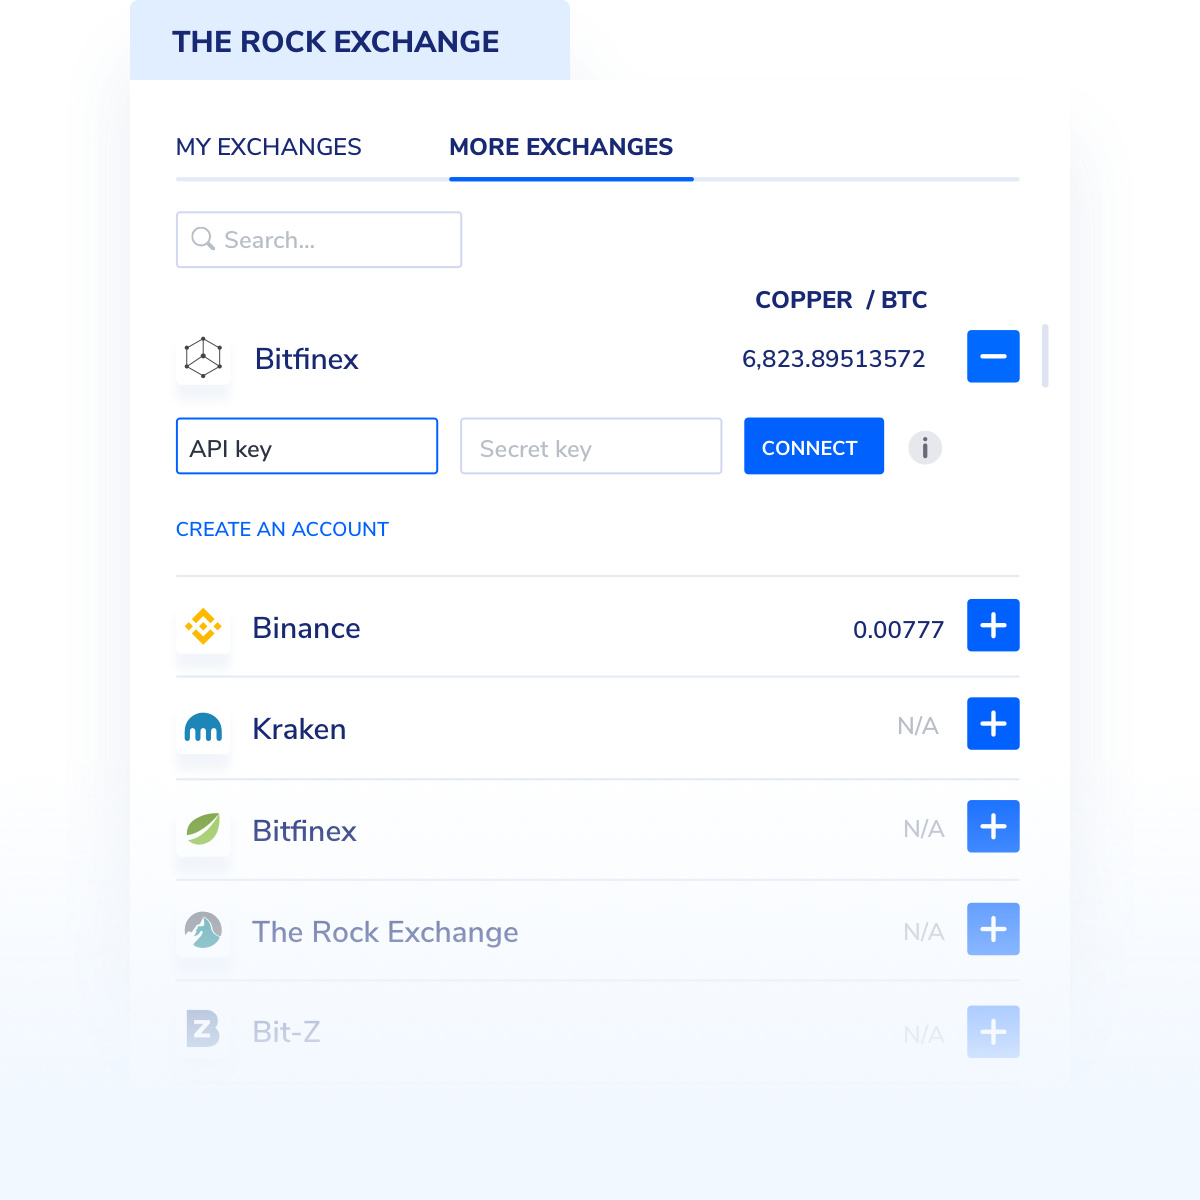 THE ROCK EXCHANGE
MY EXCHANGES MORE EXCHANGES
Search...
COPPER / BTC
Bitfinex 6,823.89513572
API key Secret key CONNECT i
CREATE AN ACCOUNT
Binance 0.00777
Kraken N/A
Bitfinex N/A
The Rock Exchange N/A
Bit-Z N/A